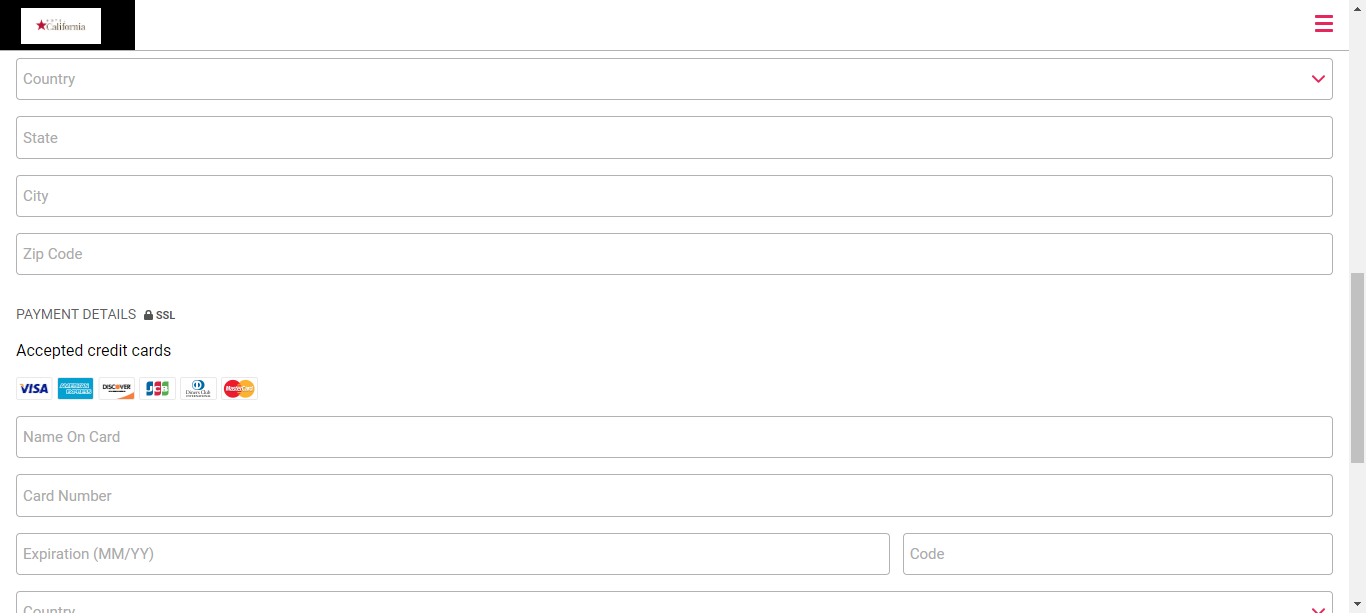 California
Country
State
City
Zip Code
PAYMENT DETAILS SSL
Accepted credit cards
VISA AMERICAN EXPRESS DISCOVER JCB Diners Club INTERNATIONAL MasterCard
Name On Card
Card Number
Expiration (MM/YY) Code
Country